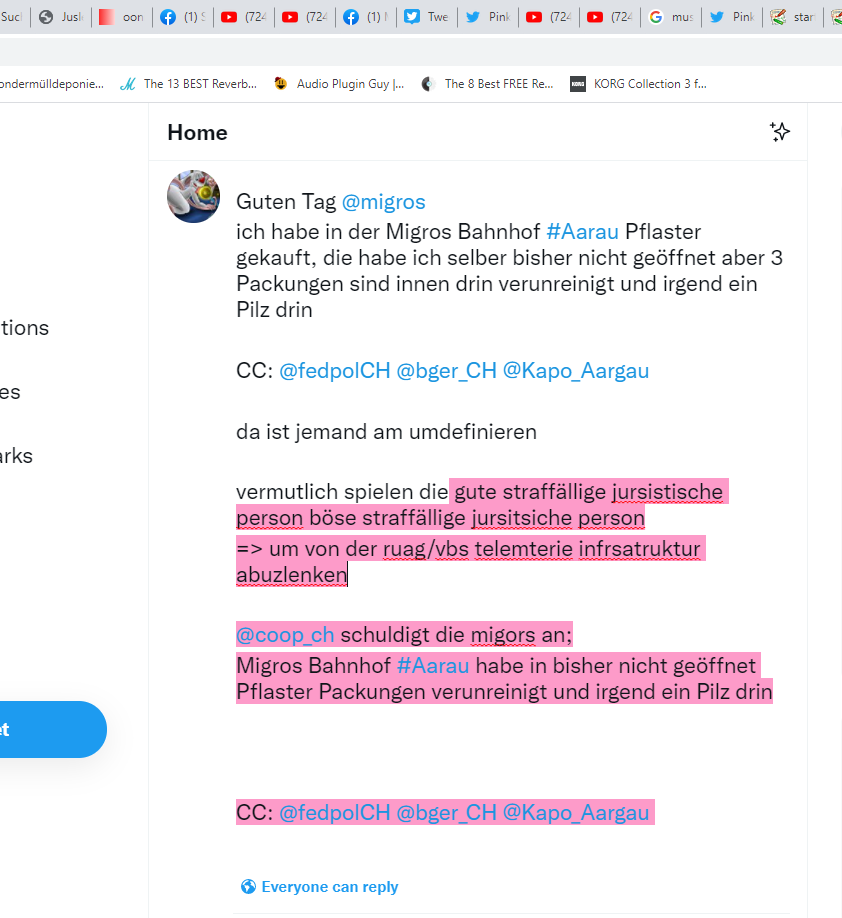 Suc
Jusk
oon
(1) S
(724
(724
(1) M
Twe
Pink
(724
(724
mus
Pink
star
ondermülldeponie...
The 13 BEST Reverb...
Audio Plugin Guy |...
The 8 Best FREE Re...
KORG
KORG Collection 3 f...
Home
Guten Tag @migros
ich habe in der Migros Bahnhof #Aarau Pflaster
gekauft, die habe ich selber bisher nicht geöffnet aber 3
Packungen sind innen drin verunreinigt und irgend ein
Pilz drin
tions
CC: @fedpolCH @bger_CH @Kapo_Aargau
es
da ist jemand am umdefinieren
arks
vermutlich spielen die gute straffällige jursistische
person böse straffällige jursitsiche person
=> um von der ruag/vbs telemterie infrsatruktur
abuzlenken
@coop_ch schuldigt die migors an;
Migros Bahnhof #Aarau habe in bisher nicht geöffnet
Pflaster Packungen verunreinigt und irgend ein Pilz drin
et
CC: @fedpolCH @bger_CH @Kapo_Aargau
Everyone can reply